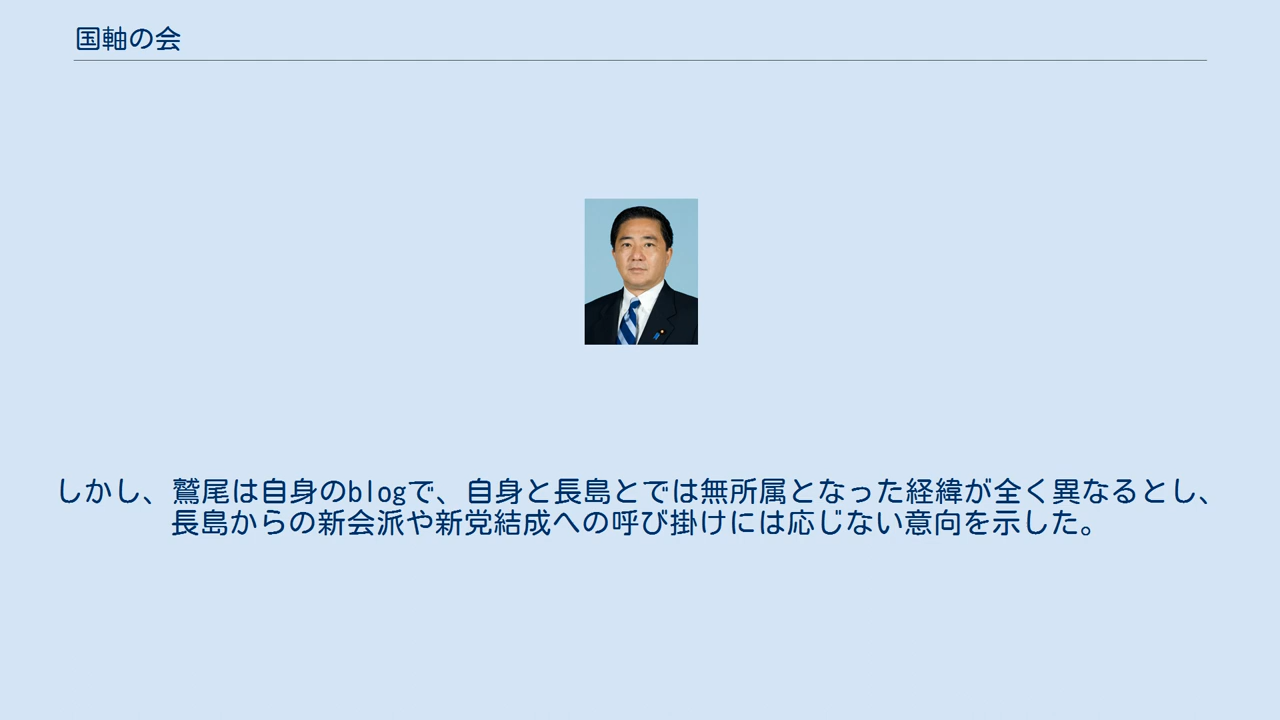 国軸の会
しかし、鷲尾は自身のblogで、自身と長島とでは無所属となった経緯が全く異なるとし、
長島からの新会派や新党結成への呼び掛けには応じない意向を示した。